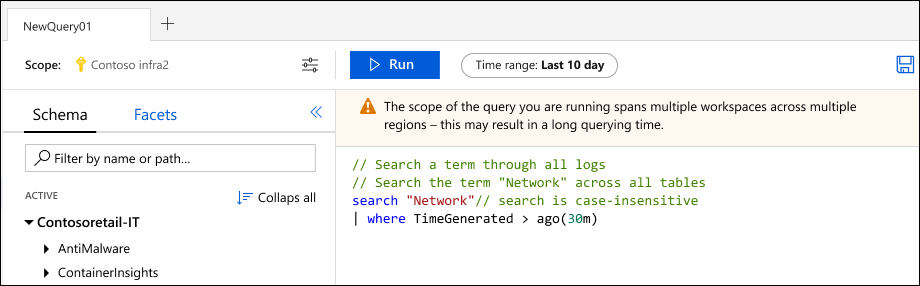 NewQuery01
Scope: Contoso infra2
Run
Time range: Last 10 day
Schema
Facets
The scope of the query you are running spans multiple workspaces across multiple
regions – this may result in a long querying time.
Filter by name or path...
ACTIVE
Collaps all
Contosoretail-IT
AntiMalware
ContainerInsights
// Search a term through all logs
// Search the term "Network" across all tables
search "Network"// search is case-insensitive
| where TimeGenerated > ago(30m)